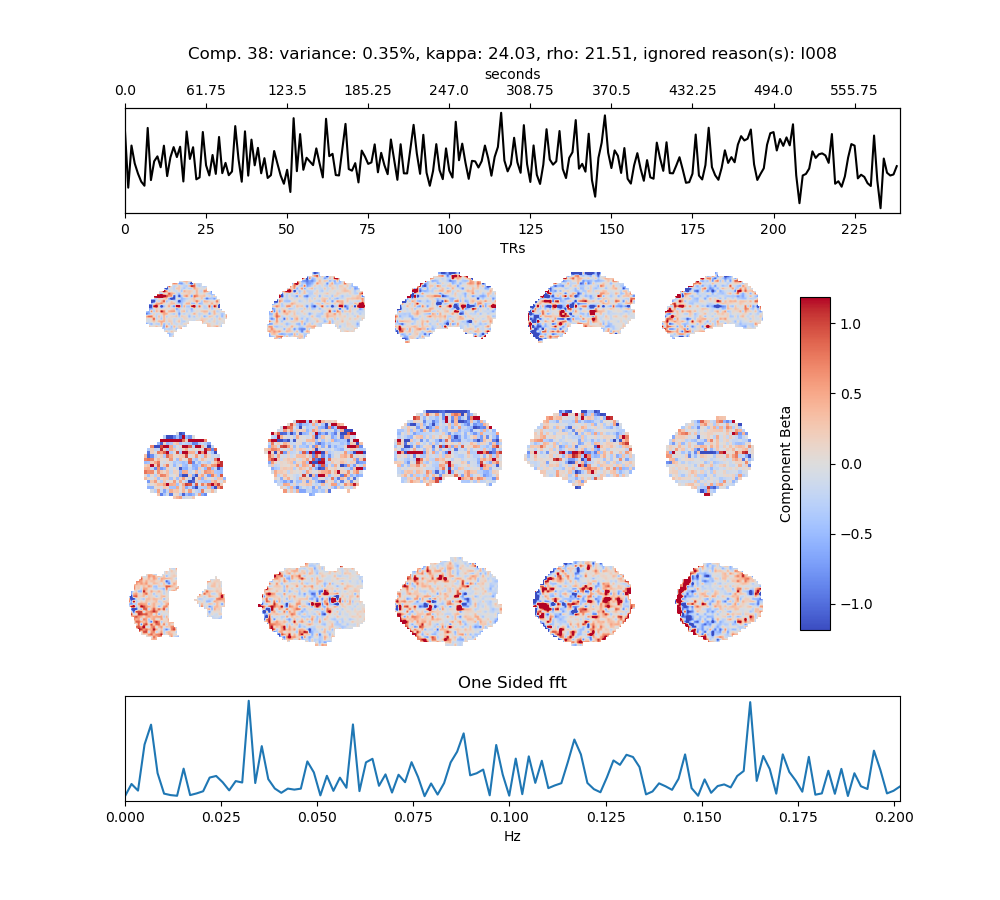 Comp. 38: variance: 0.35%, kappa: 24.03, rho: 21.51, ignored reason(s): I008
seconds
0.0 61.75 123.5 185.25 247.0 308.75 370.5 432.25 494.0 555.75
0 25 50 75 100 125 150 175 200 225
TRs
1.0
0.5
0.0
−0.5
−1.0
Component Beta
One Sided fft
0.000 0.025 0.050 0.075 0.100 0.125 0.150 0.175 0.200
Hz